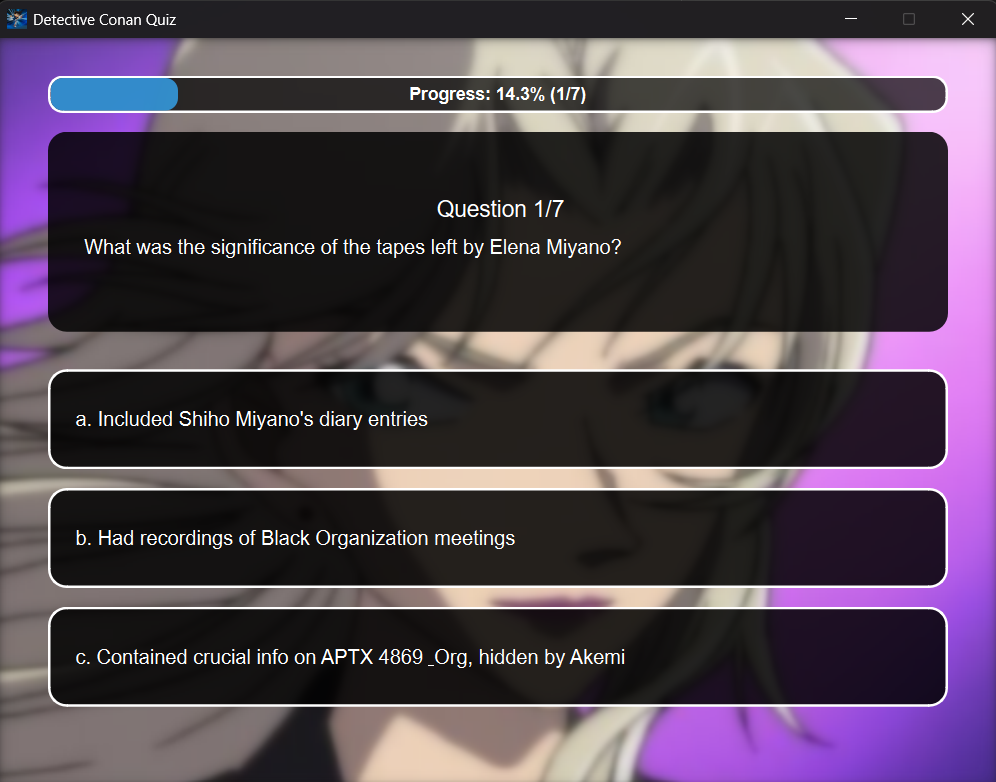 Detective Conan Quiz
Progress: 14.3% (1/7)
Question 1/7
What was the significance of the tapes left by Elena Miyano?
a. Included Shiho Miyano's diary entries
b. Had recordings of Black Organization meetings
c. Contained crucial info on APTX 4869 _Org, hidden by Akemi